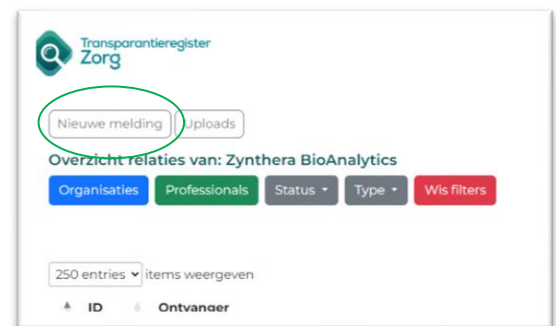 Transparantieregister
Zorg
Nieuwe melding Uploads
Overzicht relaties van: Zynthera BioAnalytics
Organisaties Professionals Status Type Wis filters
250 entries items weergeven
ID Ontvanger